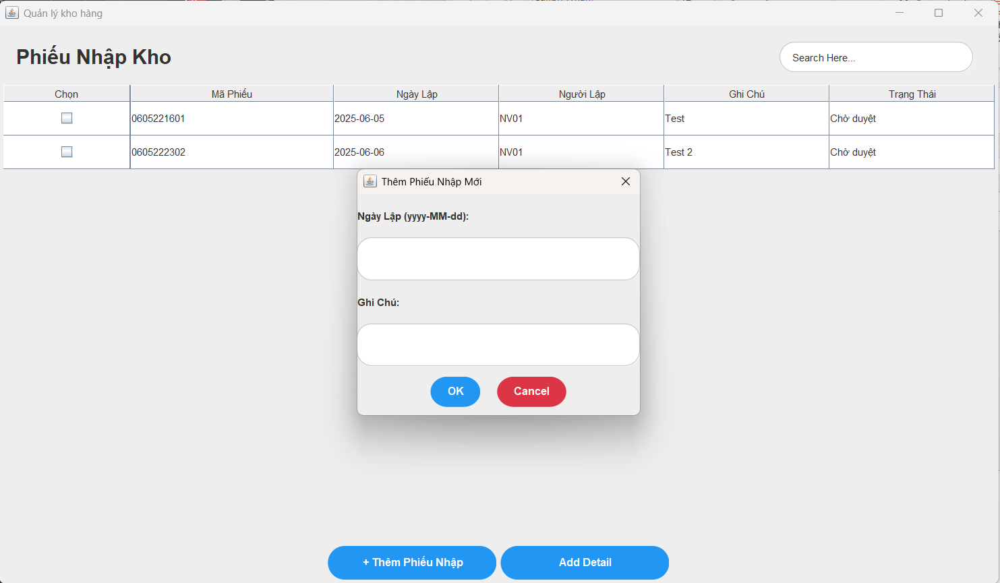 Quản lý kho hàng
Phiếu Nhập Kho
Search Here...
Chọn Mã Phiếu Ngày Lập Người Lập Ghi Chú Trạng Thái
0605221601 2025-06-05 NV01 Test Chờ duyệt
0605222302 2025-06-06 NV01 Test 2 Chờ duyệt
Thêm Phiếu Nhập Mới
Ngày Lập (yyyy-MM-dd):
Ghi Chú:
OK Cancel
+ Thêm Phiếu Nhập Add Detail